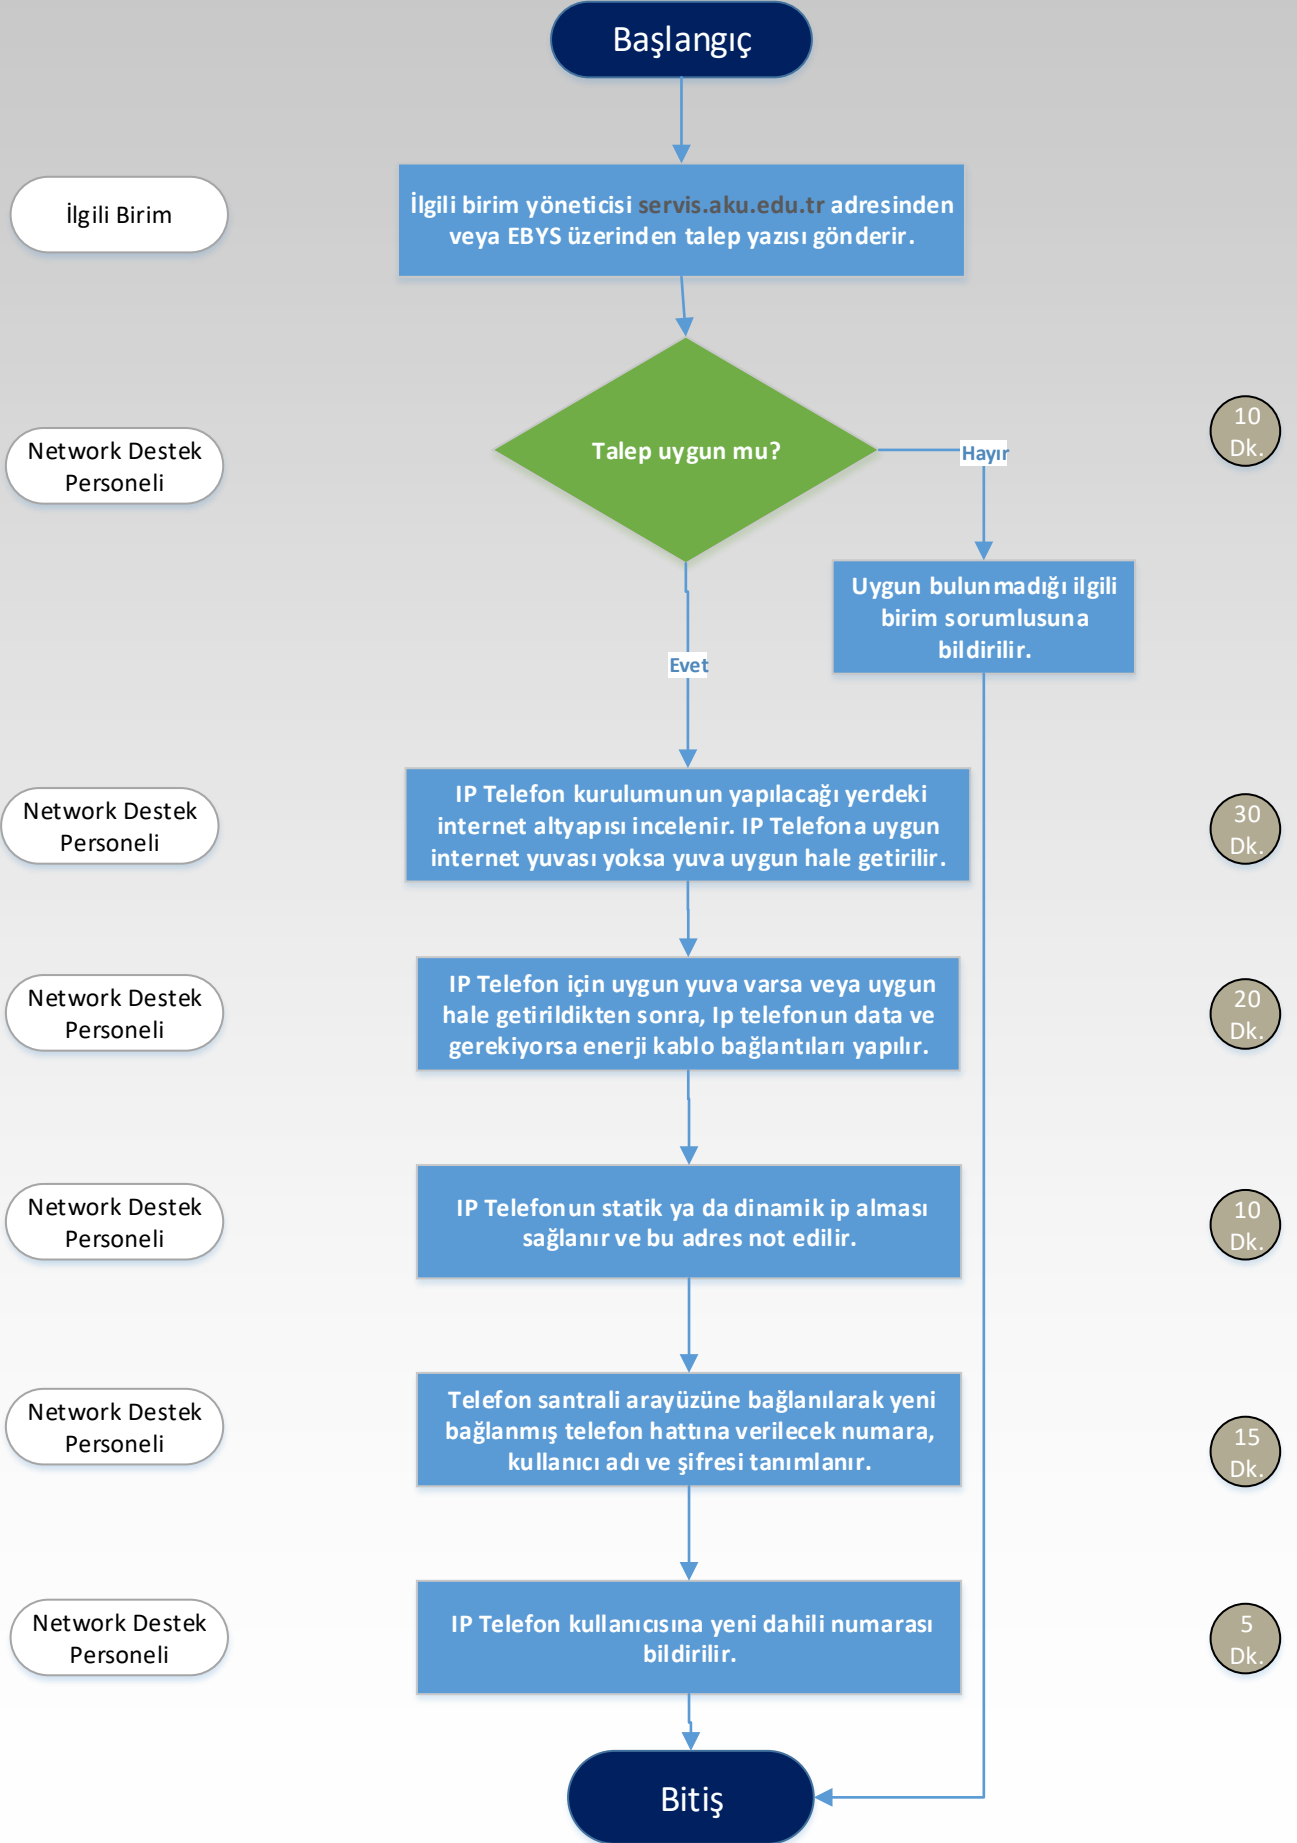 Başlangıç
İlgili Birim
İlgili birim yöneticisi servis.aku.edu.tr adresinden
veya EBYS üzerinden talep yazısı gönderir.
Network Destek
Personeli
Talep uygun mu?
Hayır
10
Dk.
Uygun bulunmadığı ilgili
birim sorumlusuna
bildirilir.
Evet
Network Destek
Personeli
IP Telefon kurulumunun yapılacağı yerdeki
internet altyapısı incelenir. IP Telefona uygun
internet yuvası yoksa yuva uygun hale getirilir.
30
Dk.
Network Destek
Personeli
IP Telefon için uygun yuva varsa veya uygun
hale getirildikten sonra, Ip telefonun data ve
gerekiyorsa enerji kablo bağlantıları yapılır.
20
Dk.
Network Destek
Personeli
IP Telefonun statik ya da dinamik ip alması
sağlanır ve bu adres not edilir.
10
Dk.
Network Destek
Personeli
Telefon santrali arayüzüne bağlanılarak yeni
bağlanmış telefon hattına verilecek numara,
kullanıcı adı ve şifresi tanımlanır.
15
Dk.
Network Destek
Personeli
IP Telefon kullanıcısına yeni dahili numarası
bildirilir.
5
Dk.
Bitiş